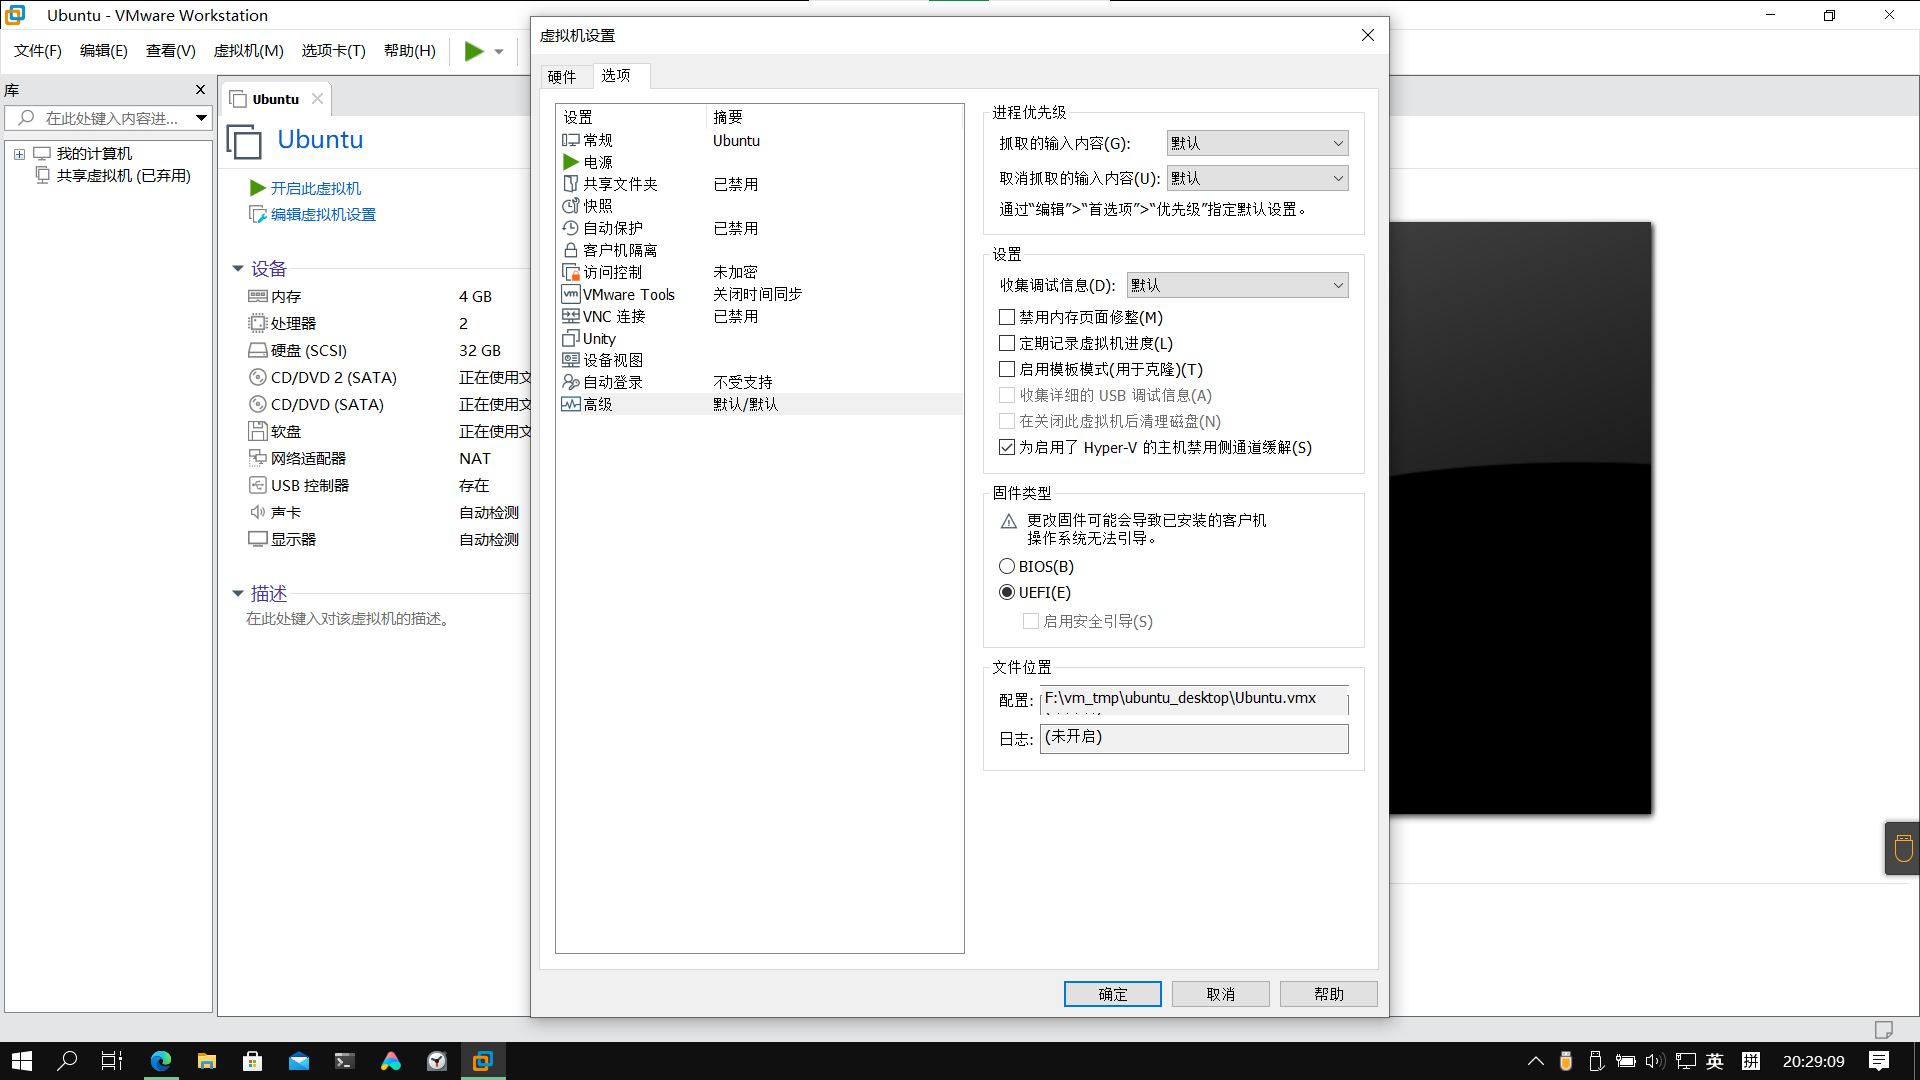 Ubuntu - VMware Workstation
文件(F) 编辑(E) 查看(V) 虚拟机(M) 选项卡(T) 帮助(H)
库
在此处键入内容进...
我的计算机
共享虚拟机 (已弃用)
Ubuntu
Ubuntu
开启此虚拟机
编辑虚拟机设置
设备
内存 4 GB
处理器 2
硬盘 (SCSI) 32 GB
CD/DVD 2 (SATA) 正在使用文
CD/DVD (SATA) 正在使用文
软盘 正在使用文
网络适配器 NAT
USB 控制器 存在
声卡 自动检测
显示器 自动检测
描述
在此处键入对该虚拟机的描述。
虚拟机设置
硬件 选项
设置 摘要
常规 Ubuntu
电源
共享文件夹 已禁用
快照
自动保护 已禁用
客户机隔离
访问控制 未加密
VMware Tools 关闭时间同步
VNC 连接 已禁用
Unity
设备视图
自动登录 不受支持
高级 默认/默认
进程优先级
抓取的输入内容(G): 默认
取消抓取的输入内容(U): 默认
通过“编辑”>“首选项”>“优先级”指定默认设置。
设置
收集调试信息(D): 默认
禁用内存页面修整(M)
定期记录虚拟机进度(L)
启用模板模式(用于克隆)(T)
收集详细的 USB 调试信息(A)
在关闭此虚拟机后清理磁盘(N)
为启用了 Hyper-V 的主机禁用侧通道缓解(S)
固件类型
更改固件可能会导致已安装的客户机
操作系统无法引导。
BIOS(B)
UEFI(E)
启用安全引导(S)
文件位置
配置: F:\vm_tmp\ubuntu_desktop\Ubuntu.vmx
日志: (未开启)
确定 取消 帮助
英 拼 20:29:09